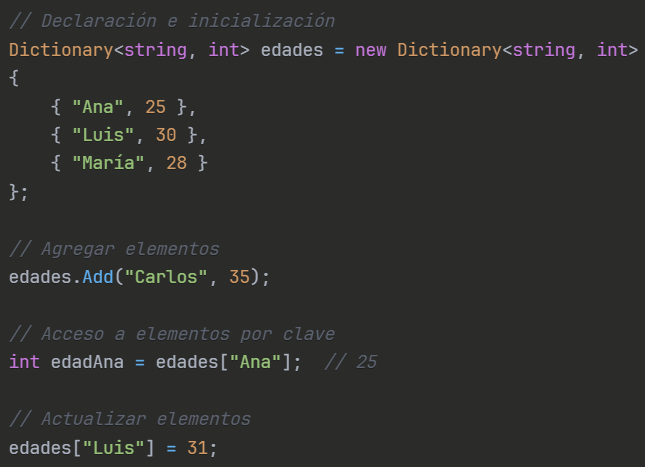 // Declaración e inicialización
Dictionary<string, int> edades = new Dictionary<string, int>
{
    { "Ana", 25 },
    { "Luis", 30 },
    { "María", 28 }
};

// Agregar elementos
edades.Add("Carlos", 35);

// Acceso a elementos por clave
int edadAna = edades["Ana"];  // 25

// Actualizar elementos
edades["Luis"] = 31;